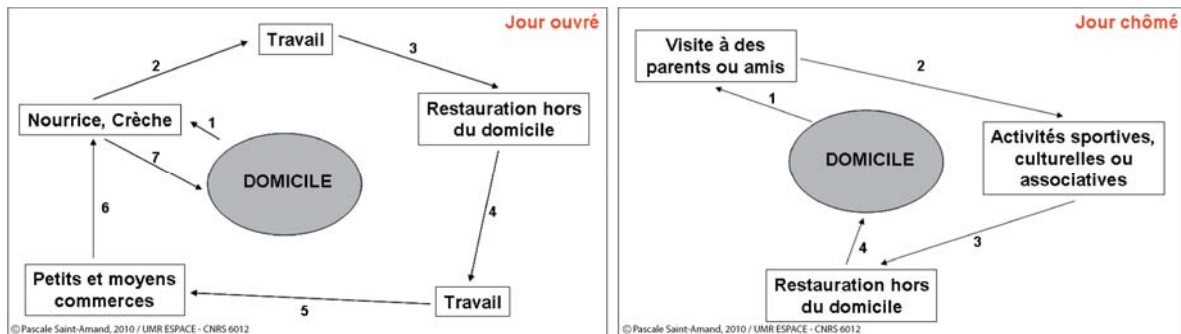 Jour ouvré
Travail
2
3
Nourrice, Crèche
1
Restauration hors
du domicile
7
DOMICILE
4
6
Petits et moyens
commerces
5
Travail
© Pascale Saint-Amand, 2010 / UMR ESPACE - CNRS 6012
Jour chômé
Visite à des
parents ou amis
2
1
Activités sportives,
culturelles ou
associatives
DOMICILE
4
3
Restauration hors
du domicile
© Pascale Saint-Amand, 2010 / UMR ESPACE - CNRS 6012